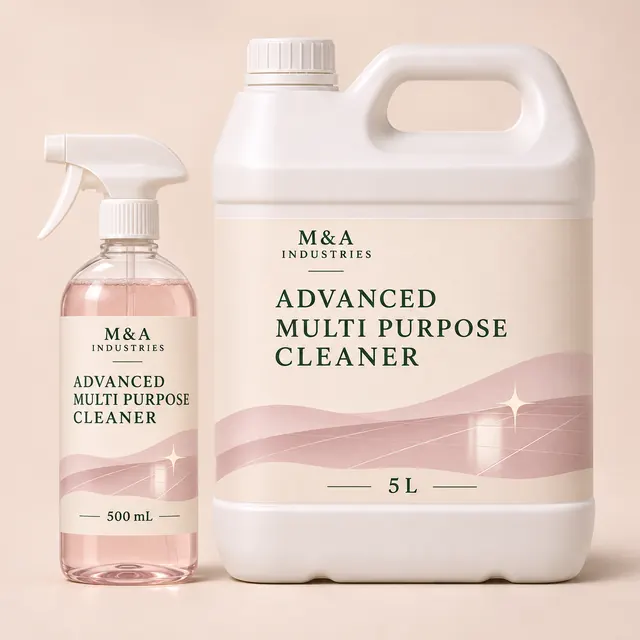 M&A
INDUSTRIES
ADVANCED
MULTI PURPOSE
CLEANER
500 mL
M&A
INDUSTRIES
ADVANCED
MULTI PURPOSE
CLEANER
5 L